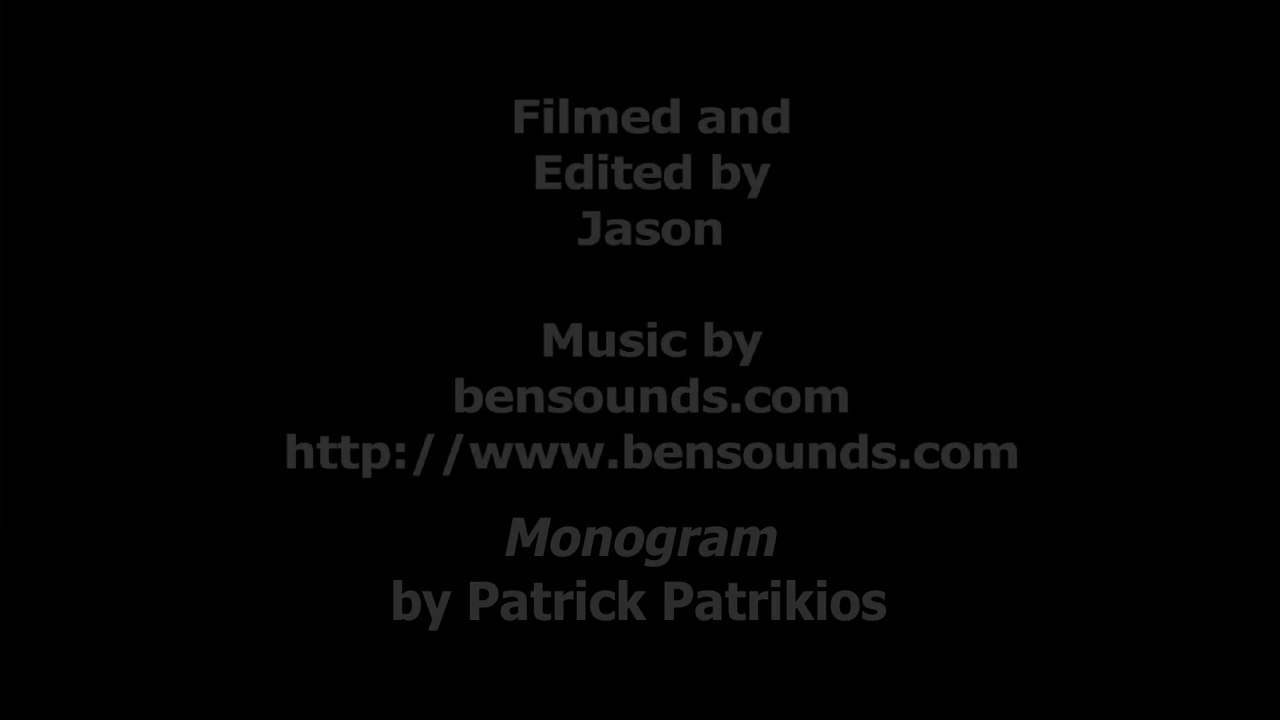 Filmed and
Edited by
Jason
Music by
bensounds.com
http://www.bensounds.com
Monogram
by Patrick Patrikios